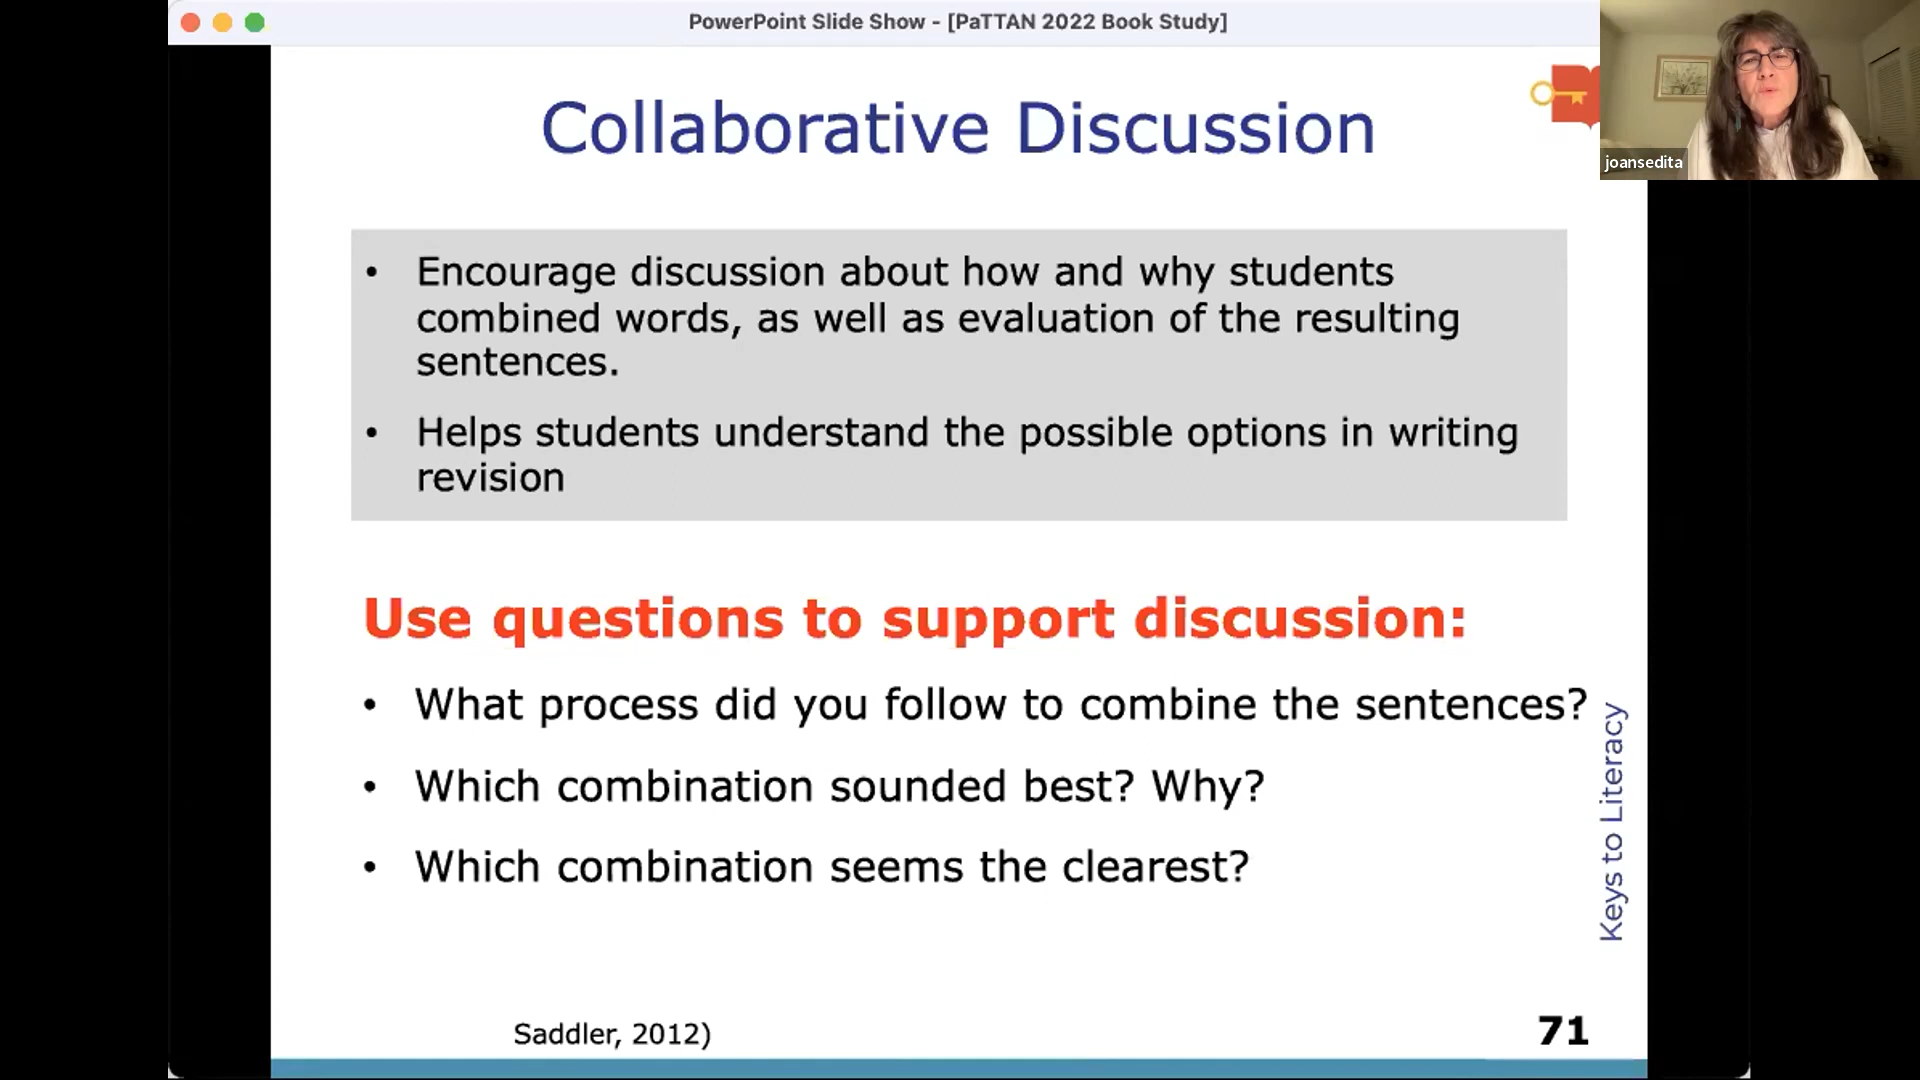 PowerPoint Slide Show - [PaTTAN 2022 Book Study]
joansedita
Collaborative Discussion
• Encourage discussion about how and why students
combined words, as well as evaluation of the resulting
sentences.
• Helps students understand the possible options in writing
revision
Use questions to support discussion:
• What process did you follow to combine the sentences?
• Which combination sounded best? Why?
• Which combination seems the clearest?
Keys to Literacy
Saddler, 2012)
71